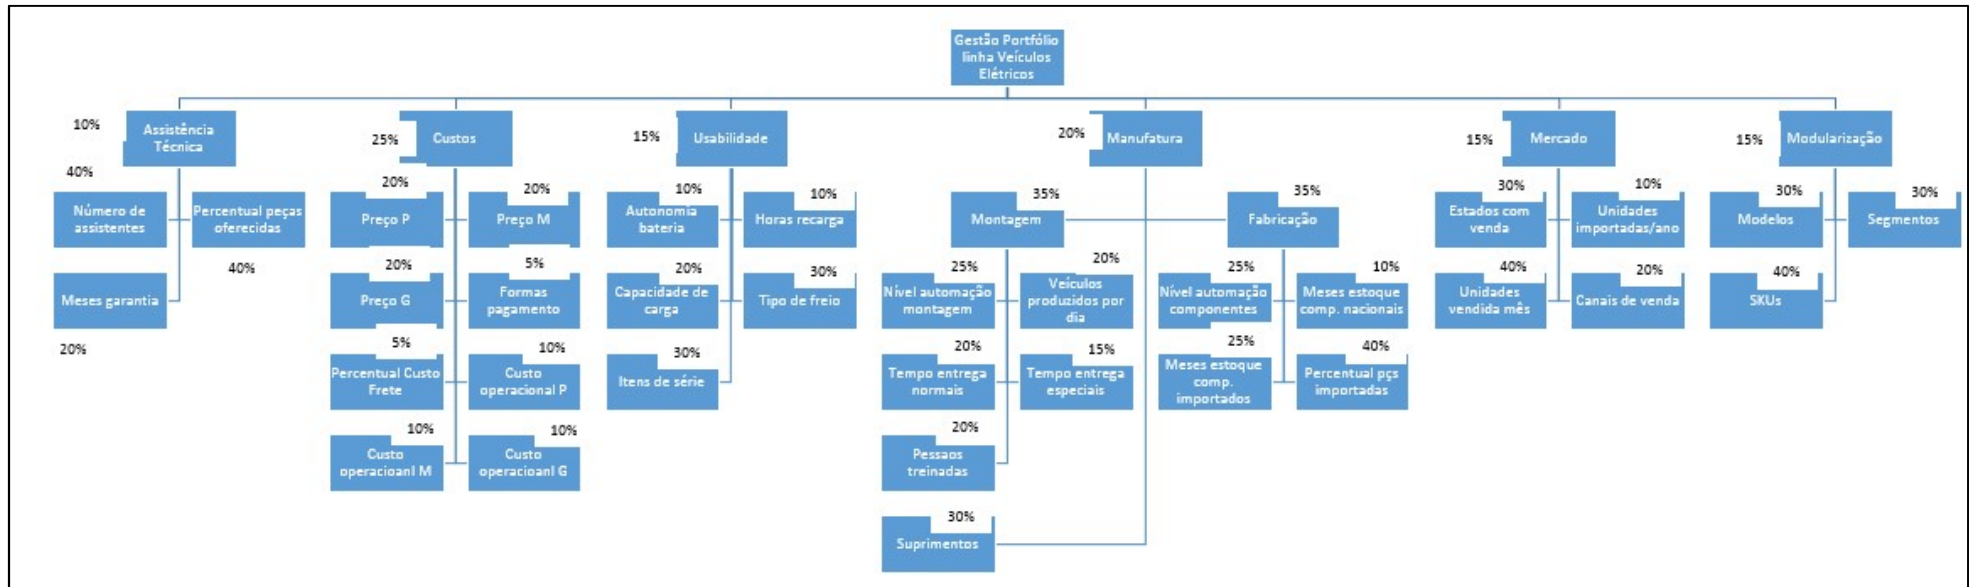 Gestão Portfólio
linha Veículos
Elétricos
10%
Assistência
Técnica
25%
Custos
15%
Usabilidade
20%
Manufatura
15%
Mercado
15%
Modularização
40%
Número de
assistentes
Percentual peças
oferecidas
40%
Meses garantia
20%
20%
Preço P
20%
Preço M
20%
Preço G
5%
Formas
pagamento
5%
Percentual Custo
Frete
10%
Custo
operacional P
10%
Custo
operacioanl M
10%
Custo
operacioanl G
10%
Autonomia
bateria
10%
Horas recarga
20%
Capacidade de
carga
30%
Tipo de freio
30%
Itens de série
35%
Montagem
35%
Fabricação
25%
Nível automação
montagem
20%
Veículos
produzidos por
dia
20%
Tempo entrega
normais
15%
Tempo entrega
especiais
20%
Pessaos
treinadas
30%
Suprimentos
25%
Nível automação
componentes
10%
Meses estoque
comp. nacionais
25%
Meses estoque
comp.
importados
40%
Percentual pçs
importadas
30%
Estados com
venda
10%
Unidades
importadas/ano
40%
Unidades
vendida mês
20%
Canais de venda
30%
Modelos
30%
Segmentos
40%
SKUs